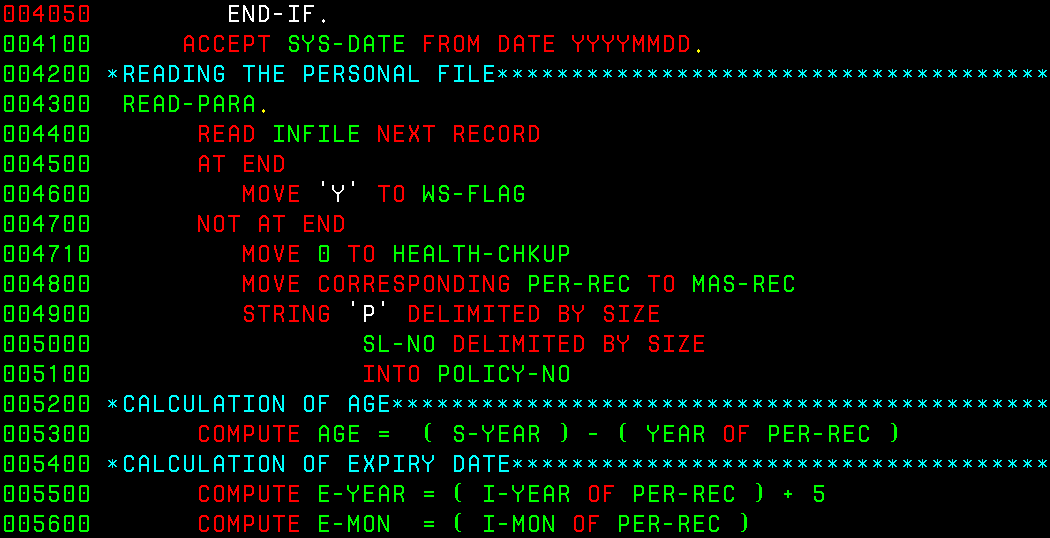 004050         END-IF.
004100      ACCEPT SYS-DATE FROM DATE YYYYMMDD.
004200 *READING THE PERSONAL FILE*************************************
004300  READ-PARA.
004400       READ INFILE NEXT RECORD
004500       AT END
004600          MOVE 'Y' TO WS-FLAG
004700       NOT AT END
004710          MOVE 0 TO HEALTH-CHKUP
004800          MOVE CORRESPONDING PER-REC TO MAS-REC
004900          STRING 'P' DELIMITED BY SIZE
005000                  SL-NO DELIMITED BY SIZE
005100                  INTO POLICY-NO
005200 *CALCULATION OF AGE********************************************
005300       COMPUTE AGE =  ( S-YEAR ) - ( YEAR OF PER-REC )
005400 *CALCULATION OF EXPIRY DATE************************************
005500       COMPUTE E-YEAR = ( I-YEAR OF PER-REC ) + 5
005600       COMPUTE E-MON  = ( I-MON OF PER-REC )